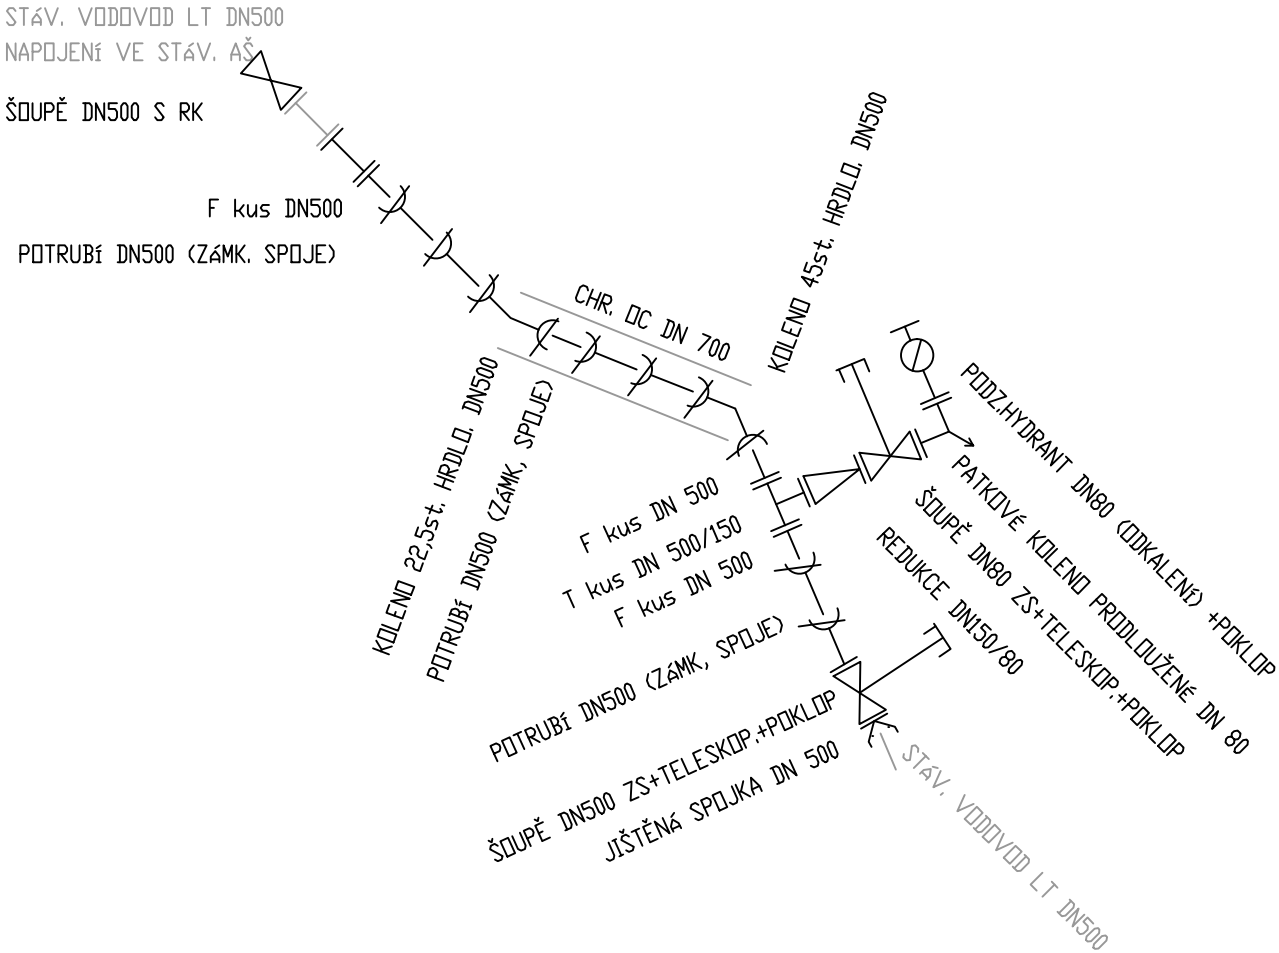 STÁV. VODOVOD LT DN500
NAPOJENÍ VE STÁV. AŠ
ŠOUPĚ DN500 S RK
F kus DN500
POTRUBÍ DN500 (ZÁMK. SPOJE)
CHR. OC DN 700
KOLENO 45st. HRDLO. DN500
KOLENO 22,5st. HRDLO. DN500
POTRUBÍ DN500 (ZÁMK, SPOJE)
F kus DN 500
T kus DN 500/150
F kus DN 500
POTRUBÍ DN500 (ZÁMK, SPOJE)
ŠOUPĚ DN500 ZS+TELESKOP.+POKLOP
JIŠTĚNÁ SPOJKA DN 500
PODZ.HYDRANT DN80 (ODKALENÍ) +POKLOP
PATKOVÉ KOLENO PRODLOUŽENÉ DN 80
ŠOUPĚ DN80 ZS+TELESKOP.+POKLOP
REDUKCE DN150/80
STÁV. VODOVOD LT DN500